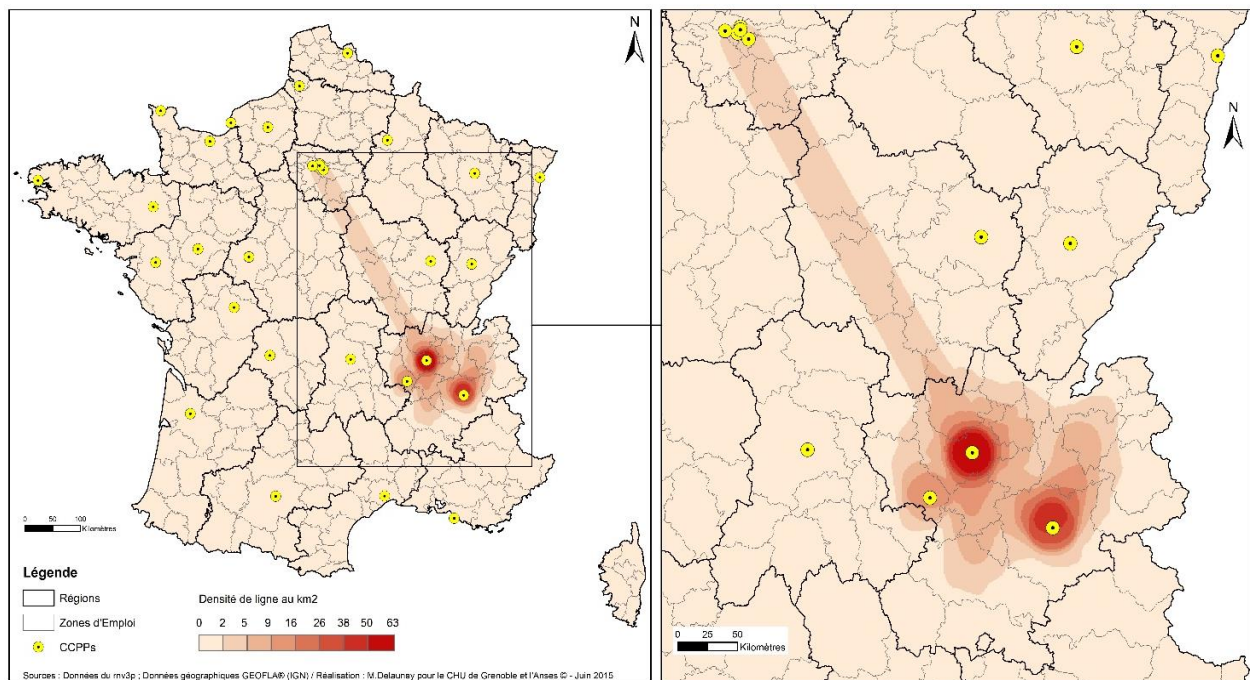 N
N
0 50 100
Kilomètres
Légende
Régions
Zones d'Emploi
CCPPs
Densité de ligne au km2
0 2 5 9 16 26 38 50 63
0 25 50
Kilomètres
Sources : Données du rnv3p ; Données géographiques GEOFLA® (IGN) / Réalisation : M.Delaunay pour le CHU de Grenoble et l'Anses © - Juin 2015